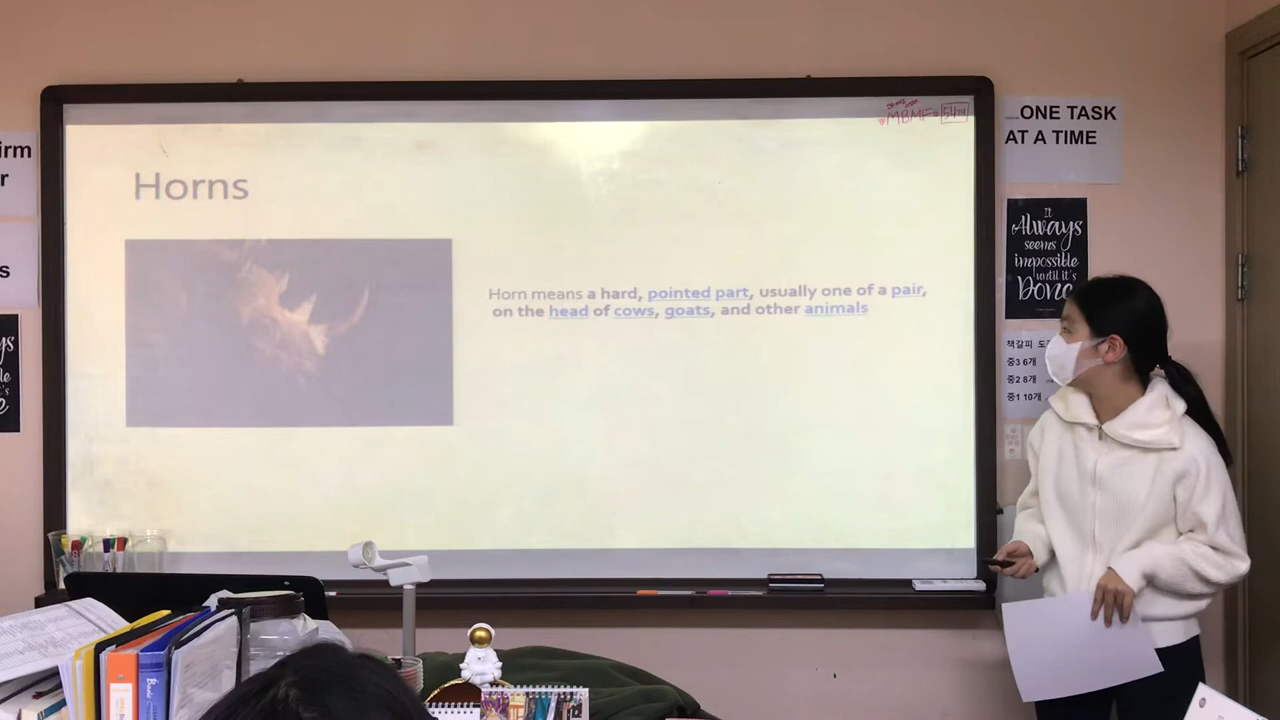 Horns
Horn means a hard, pointed part, usually one of a pair,
on the head of cows, goats, and other animals
MBMF
ONE TASK
AT A TIME
It
Always
seems
impossible
until it's
Done
책갈피
중3 6개
중2 8개
중1 10개
irm
r
s